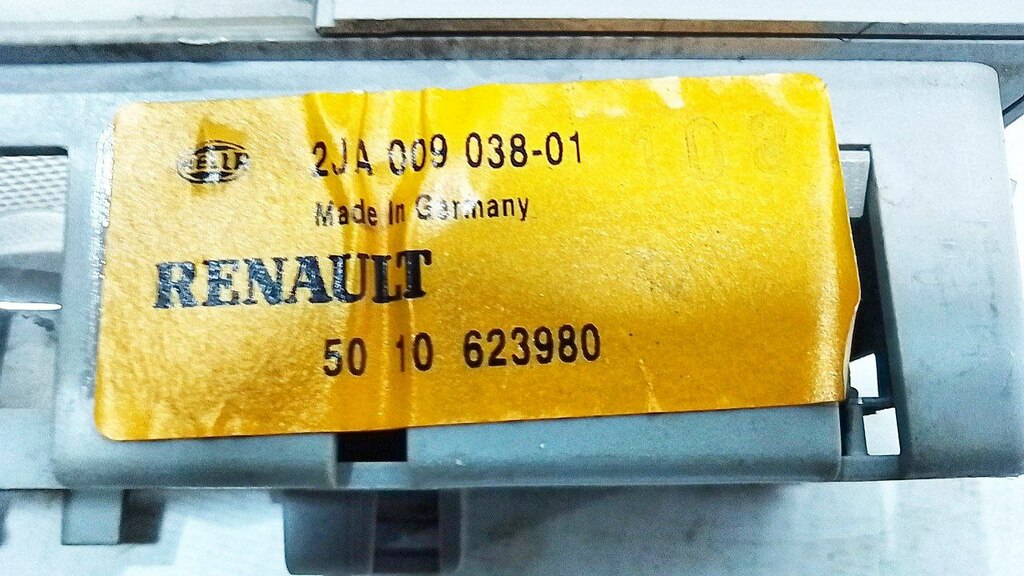 HELLA 2JA 009 038-01
Made In Germany
RENAULT
50 10 623980